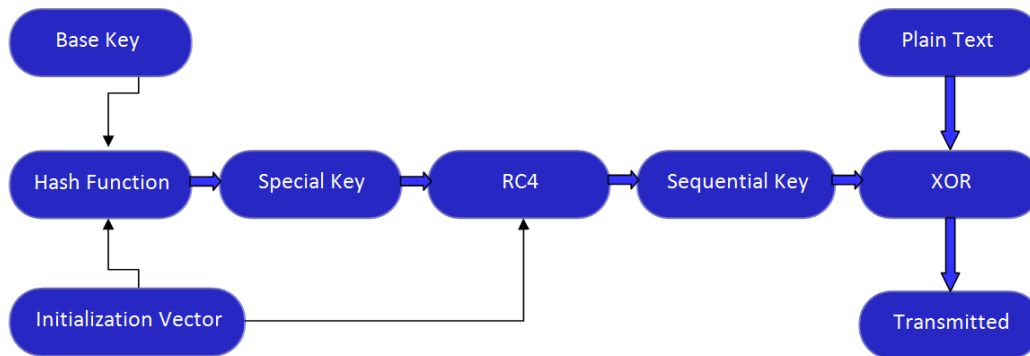 Base Key
Plain Text
Hash Function
Special Key
RC4
Sequential Key
XOR
Initialization Vector
Transmitted